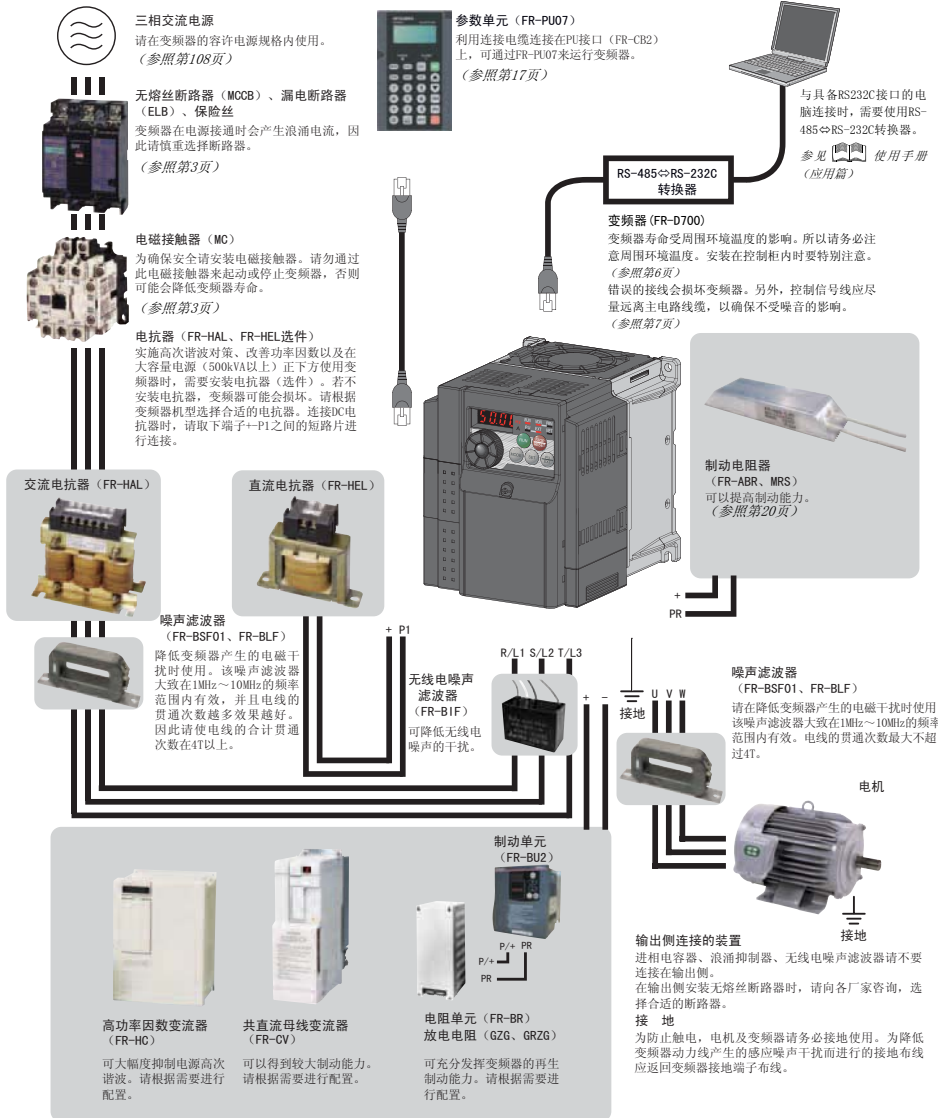 三相交流电源
请在变频器的容许电源规格内使用。
（参照第108页）
无熔丝断路器（MCCB）、漏电断路器
（ELB）、保险丝
变频器在电源接通时会产生浪涌电流，因
此请慎重选择断路器。
（参照第3页）
电磁接触器（MC）
为确保安全请安装电磁接触器。请勿通过
此电磁接触器来起动或停止变频器，否则
可能会降低变频器寿命。
（参照第3页）
电抗器（FR-HAL、FR-HEL选件）
实施高次谐波对策、改善功率因数以及在
大容量电源（500kVA以上）正下方使用变
频器时，需要安装电抗器（选件）。若不
安装电抗器，变频器可能会损坏。请根据
变频器机型选择合适的电抗器。连接DC电
抗器时，请取下端子+-P1之间的短路片进
行连接。
参数单元（FR-PU07）
利用连接电缆连接在PU接口（FR-CB2）
上，可通过FR-PU07来运行变频器。
（参照第17页）
与具备RS232C接口的电
脑连接时，需要使用RS-
485⇔RS-232C转换器。
参见 使用手册
（应用篇）
RS-485⇔RS-232C
转换器
变频器(FR-D700)
变频器寿命受周围环境温度的影响。所以请务必注
意周围环境温度。安装在控制柜内时要特别注意。
（参照第6页）
错误的接线会损坏变频器。另外，控制信号线应尽
量远离主电路线缆，以确保不受噪音的影响。
（参照第7页）
制动电阻器
（FR-ABR、MRS）
可以提高制动能力。
（参照第20页）
+
PR
交流电抗器（FR-HAL）
直流电抗器（FR-HEL）
噪声滤波器
（FR-BSF01、FR-BLF）
降低变频器产生的电磁干
扰时使用。该噪声滤波器
大致在1MHz～10MHz的频率
范围内有效，并且电线的
贯通次数越多效果越好。
因此请使电线的合计贯通
次数在4T以上。
+ P1
无线电噪声
滤波器
（FR-BIF）
可降低无线电
噪声的干扰。
R/L1 S/L2 T/L3
+ -
接地
U V W
噪声滤波器
（FR-BSF01、FR-BLF）
请在降低变频器产生的电磁干扰时使用
该噪声滤波器大致在1MHz～10MHz的频率
范围内有效。电线的贯通次数最大不超
过4T。
电机
接地
制动单元
（FR-BU2）
P/+ PR
P/+
PR
高功率因数变流器
（FR-HC）
可大幅度抑制电源高次
谐波。请根据需要进行
配置。
共直流母线变流器
（FR-CV）
可以得到较大制动能力。
请根据需要进行配置。
电阻单元（FR-BR）
放电电阻（GZG、GRZG）
可充分发挥变频器的再生
制动能力。请根据需要进
行配置。
输出侧连接的装置
进相电容器、浪涌抑制器、无线电噪声滤波器请不要
连接在输出侧。
在输出侧安装无熔丝断路器时，请向各厂家咨询，选
择合适的断路器。
接 地
为防止触电，电机及变频器请务必接地使用。为降低
变频器动力线产生的感应噪声干扰而进行的接地布线
应返回变频器接地端子布线。